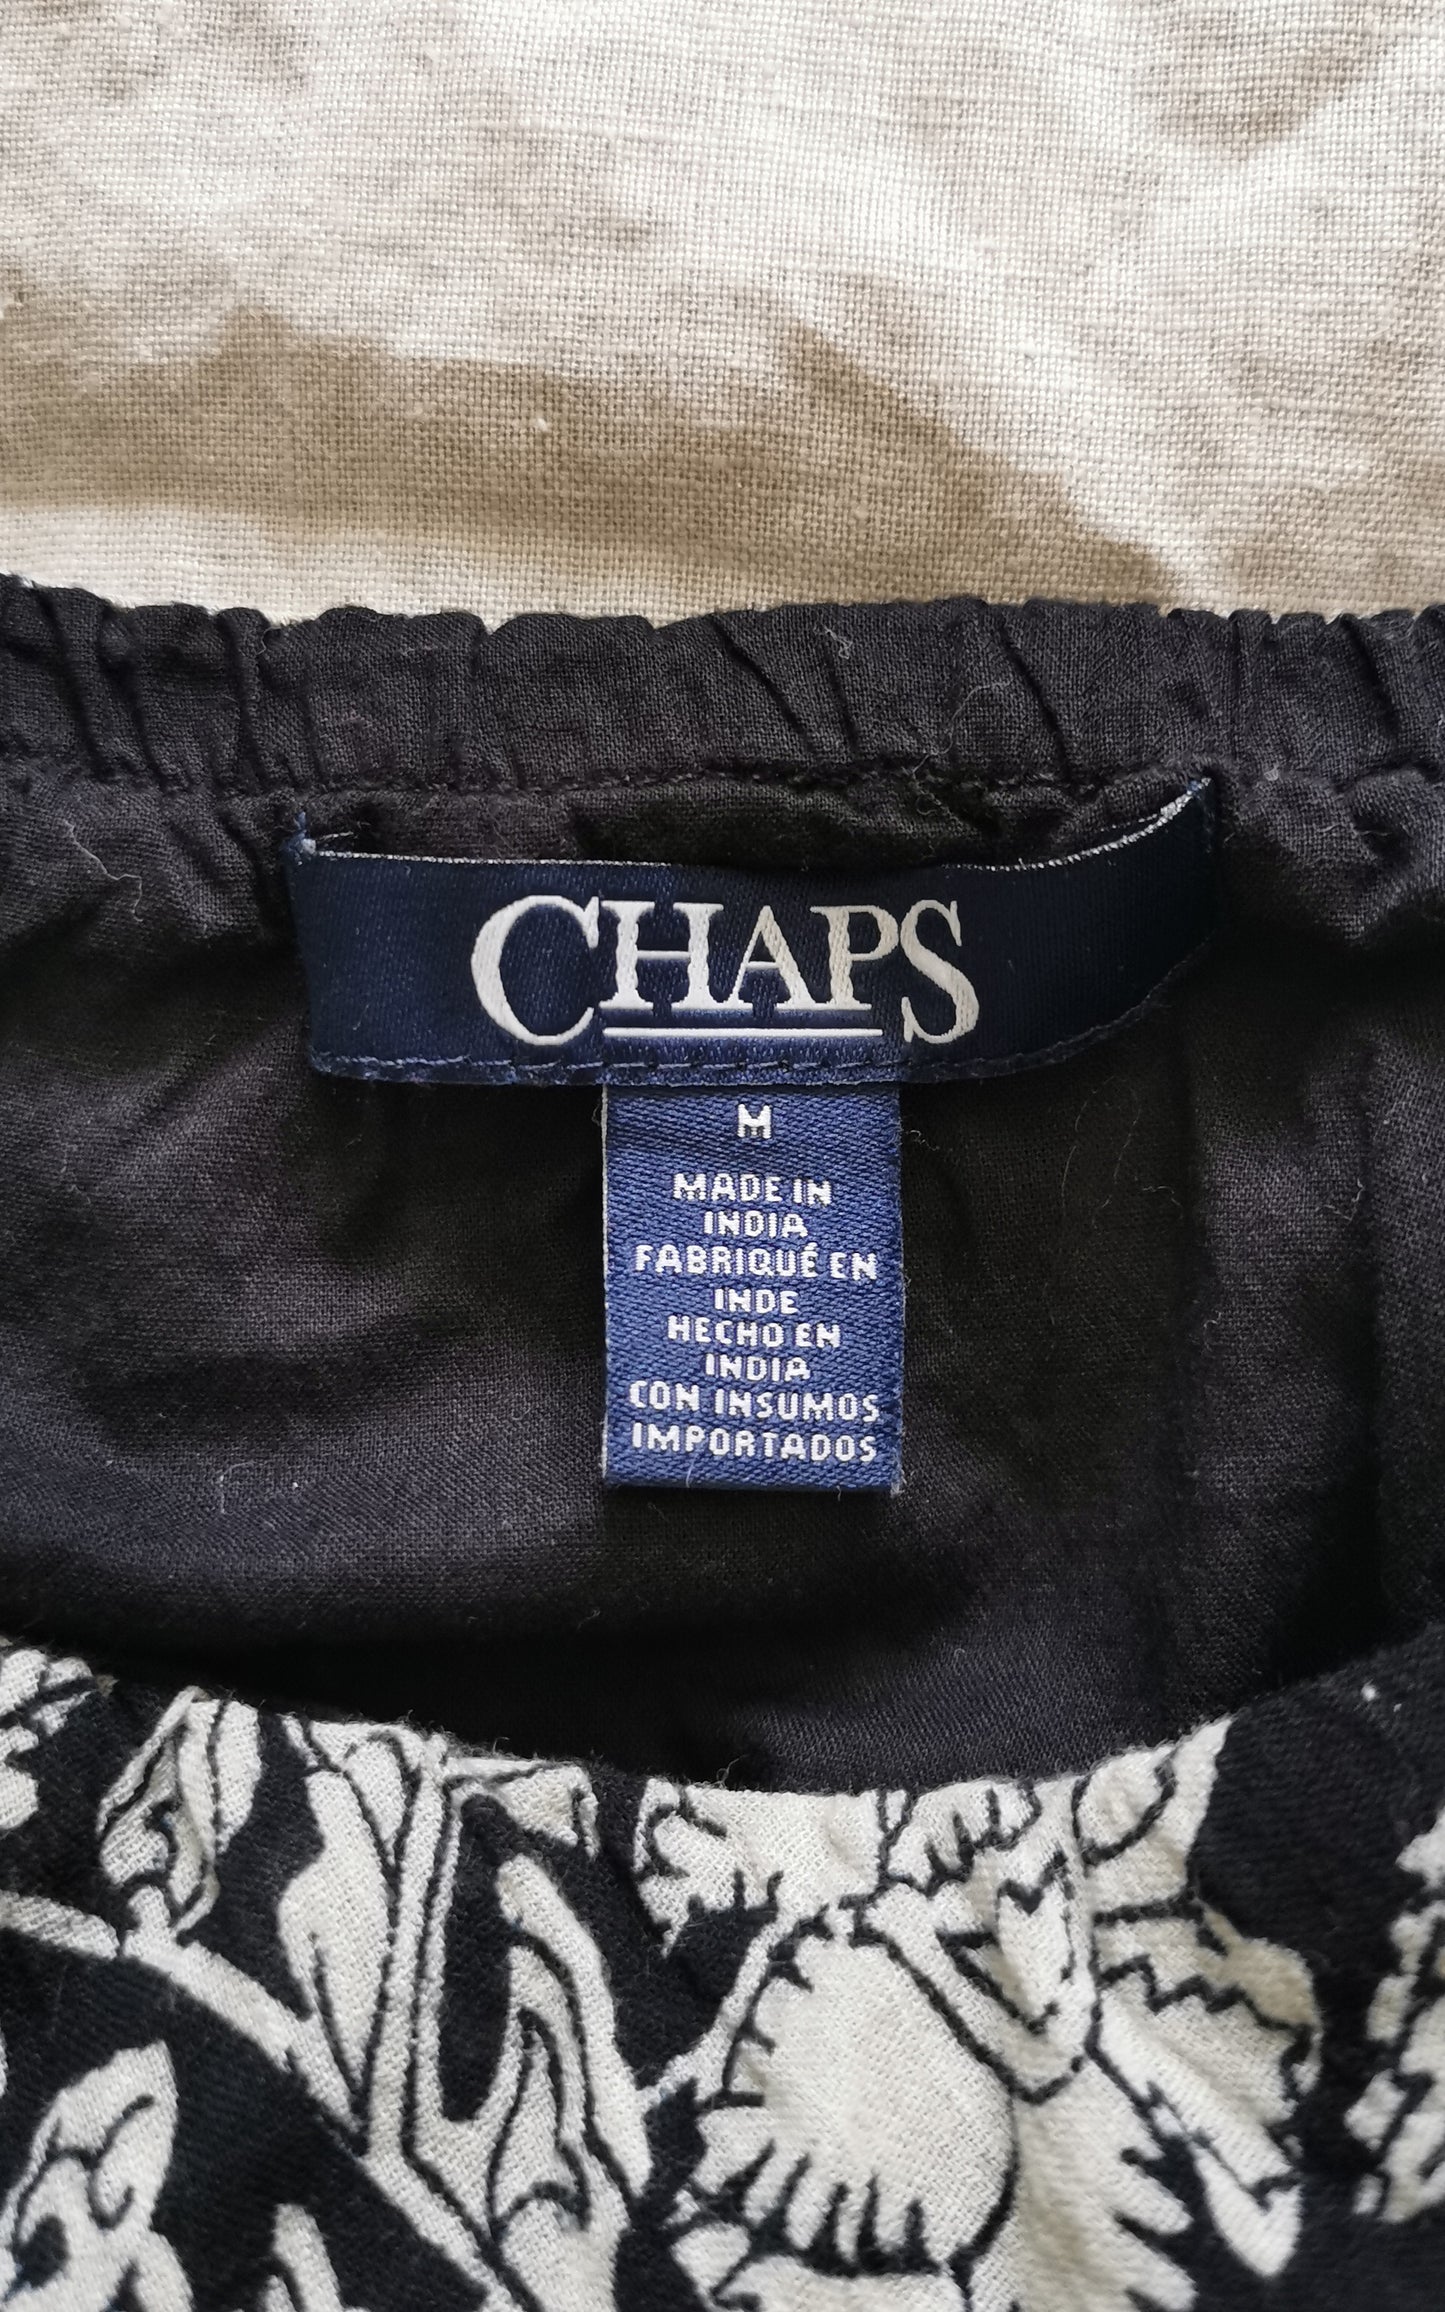 CHAPS
M
MADE IN
INDIA
FABRIQUÉ EN
INDE
HECHO EN
INDIA
CON INSUMOS
IMPORTADOS